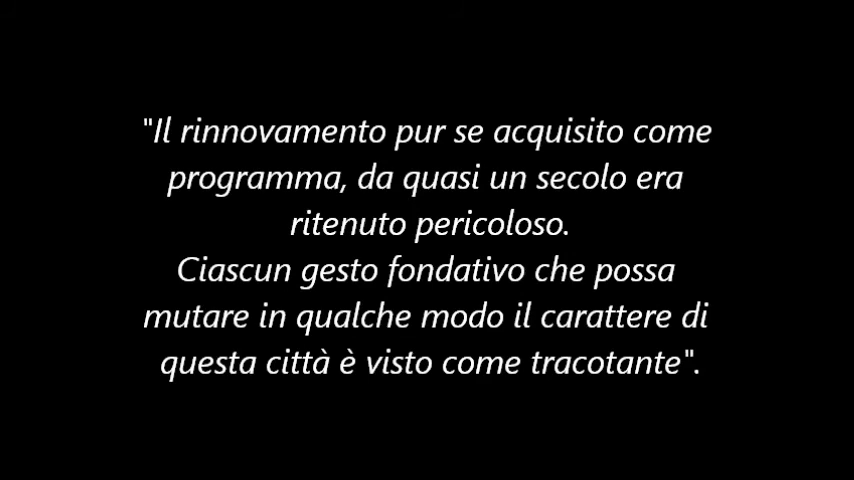 "Il rinnovamento pur se acquisito come
programma, da quasi un secolo era
ritenuto pericoloso.
Ciascun gesto fondativo che possa
mutare in qualche modo il carattere di
questa città è visto come tracotante".